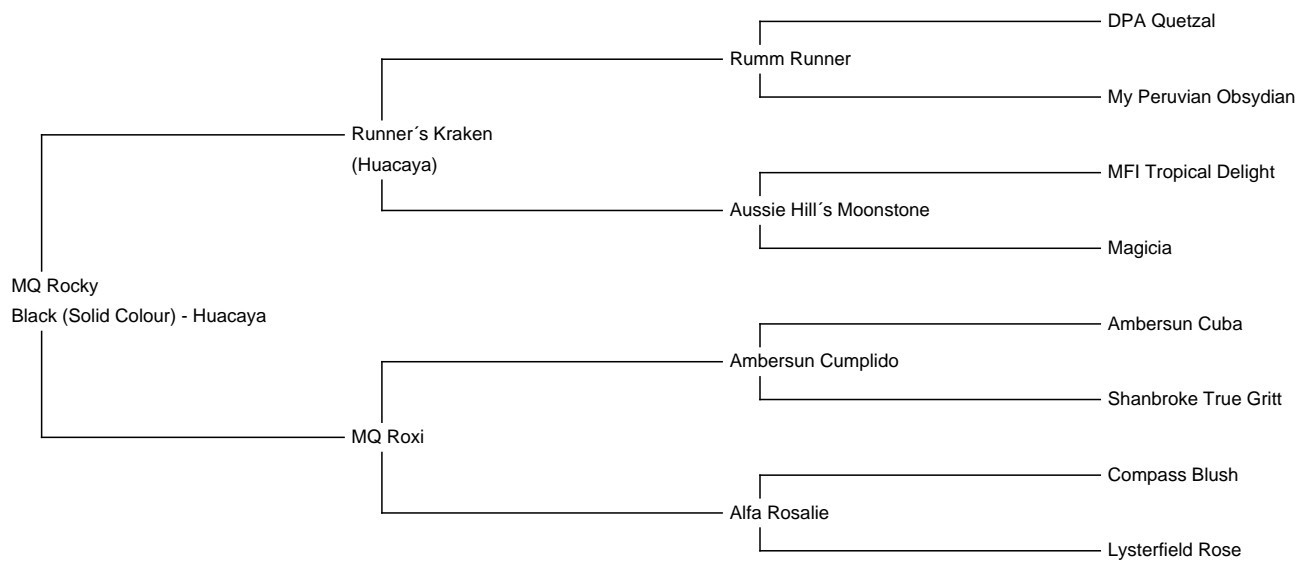 DPA Quetzal
Rumm Runner
My Peruvian Obsydian
Runner´s Kraken
(Huacaya)
MFI Tropical Delight
Aussie Hill´s Moonstone
Magicia
MQ Rocky
Black (Solid Colour) - Huacaya
Ambersun Cuba
Ambersun Cumplido
Shanbroke True Gritt
MQ Roxi
Compass Blush
Alfa Rosalie
Lysterfield Rose